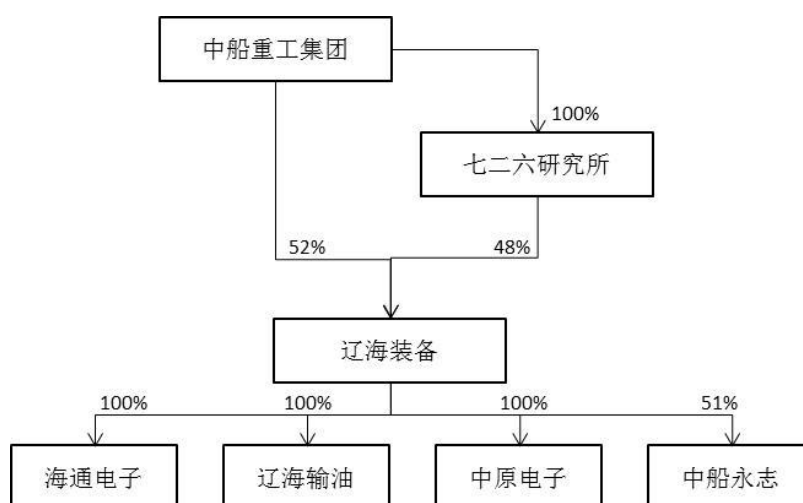 中船重工集团
100%
七二六研究所
52%
48%
辽海装备
100%
100%
100%
51%
海通电子
辽海输油
中原电子
中船永志